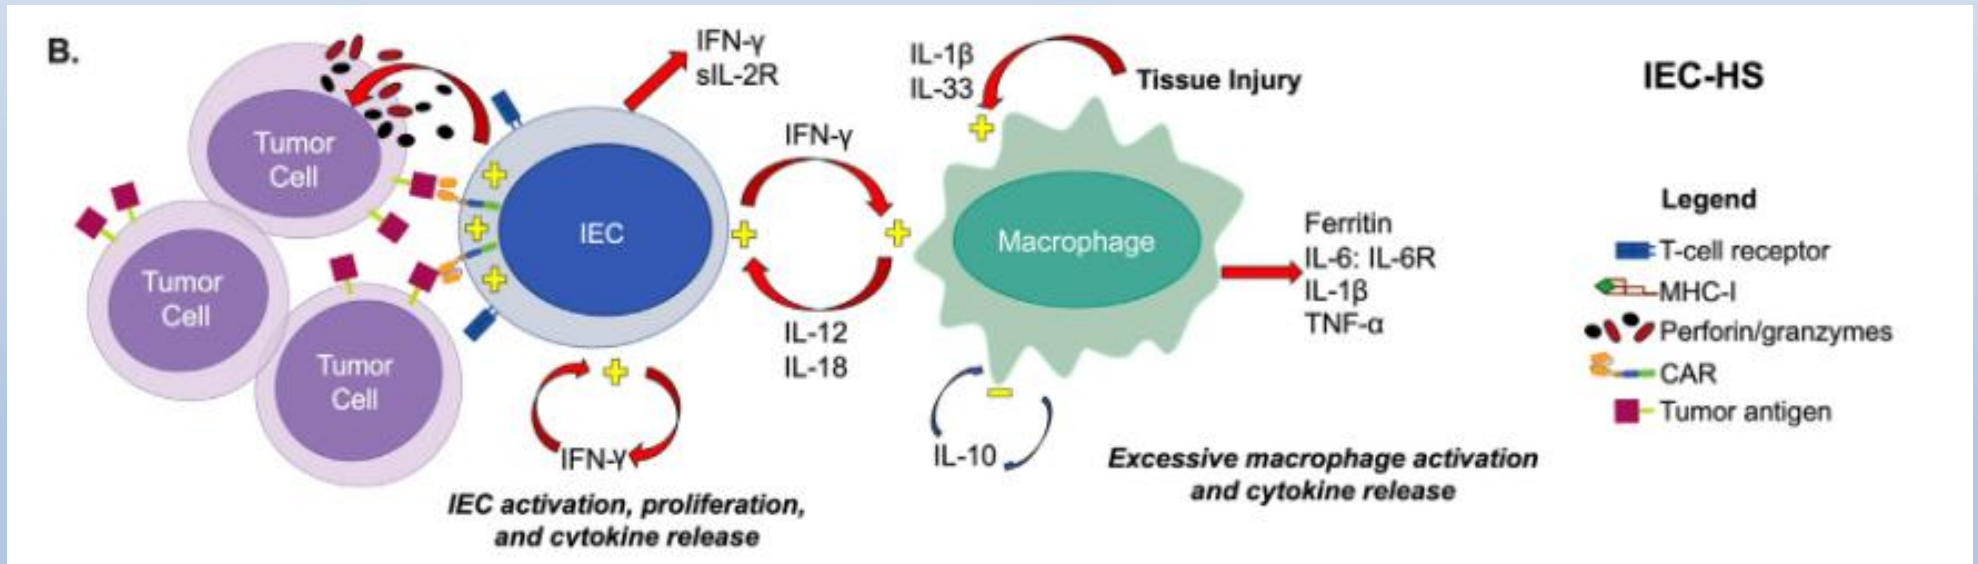 B.
IFN-γ
sIL-2R
IL-1β
IL-33
Tissue Injury
IEC-HS
Tumor
Cell
IFN-γ
Tumor
Cell
IEC
Macrophage
Tumor
Cell
IL-12
IL-18
Ferritin
IL-6: IL-6R
IL-1β
TNF-α
Legend
T-cell receptor
MHC-I
Perforin/granzymes
CAR
Tumor antigen
IFN-γ
IL-10
IEC activation, proliferation,
and cytokine release
Excessive macrophage activation
and cytokine release